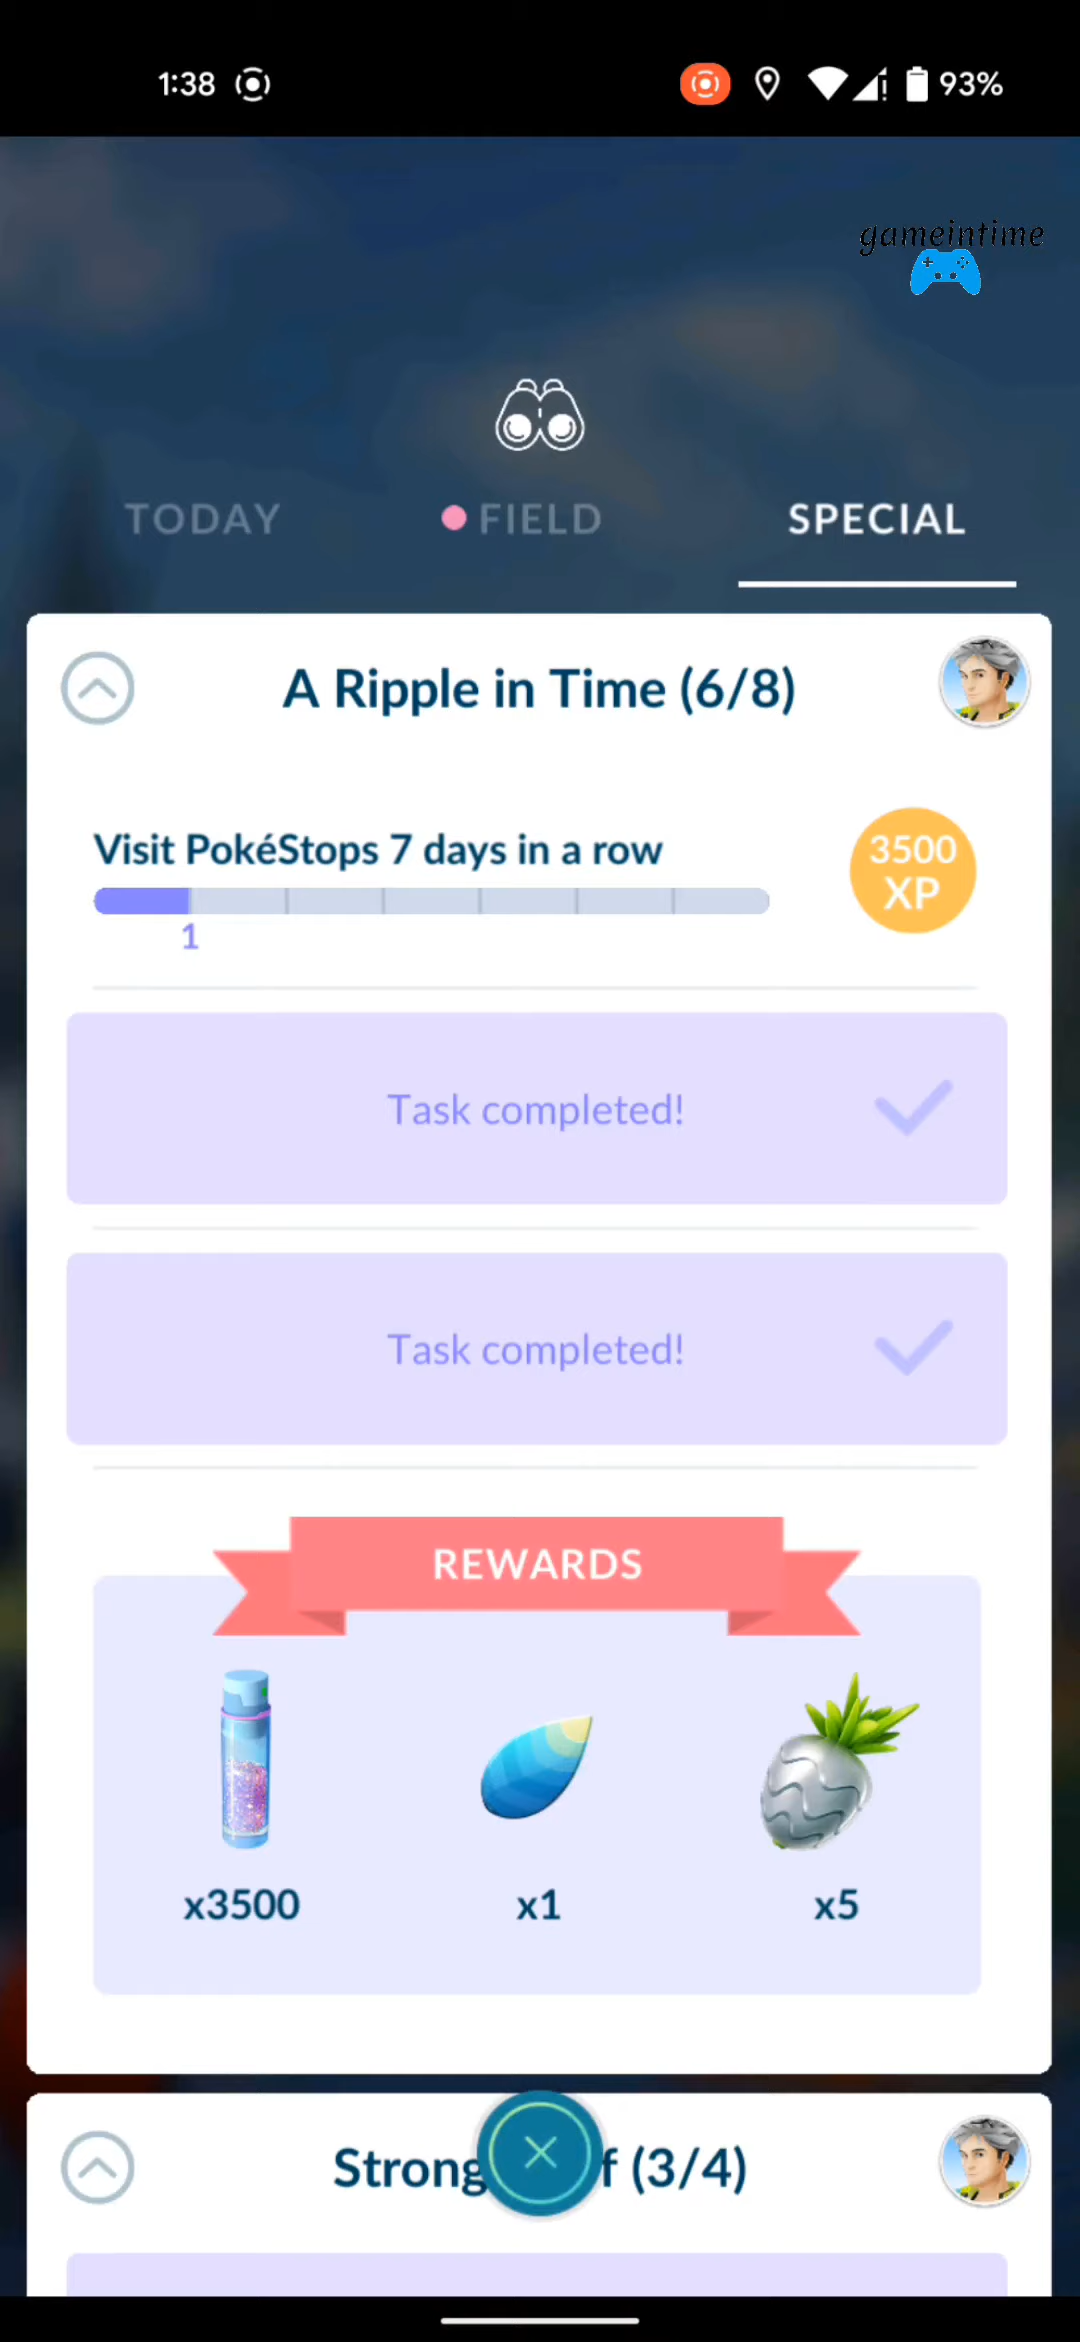 1:38
93%
gameintime
TODAY
FIELD
SPECIAL
A Ripple in Time (6/8)
Visit PokéStops 7 days in a row
3500
XP
1
Task completed!
Task completed!
REWARDS
x3500
x1
x5
Strong f (3/4)